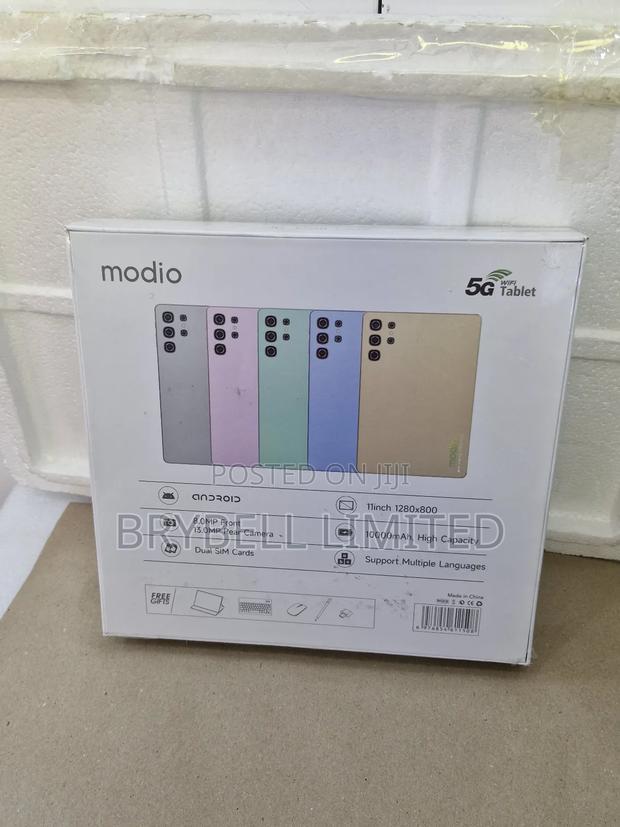 modio
5G WiFi Tablet
modio
POSTED ON JIJI
BRYBELL LIMITED
android
11inch 1280x800
8.0MP Front
13.0MP Rear Camera
10000mAh, High Capacity
Dual SIM Cards
Support Multiple Languages
FREE
GIFTS
Made in China